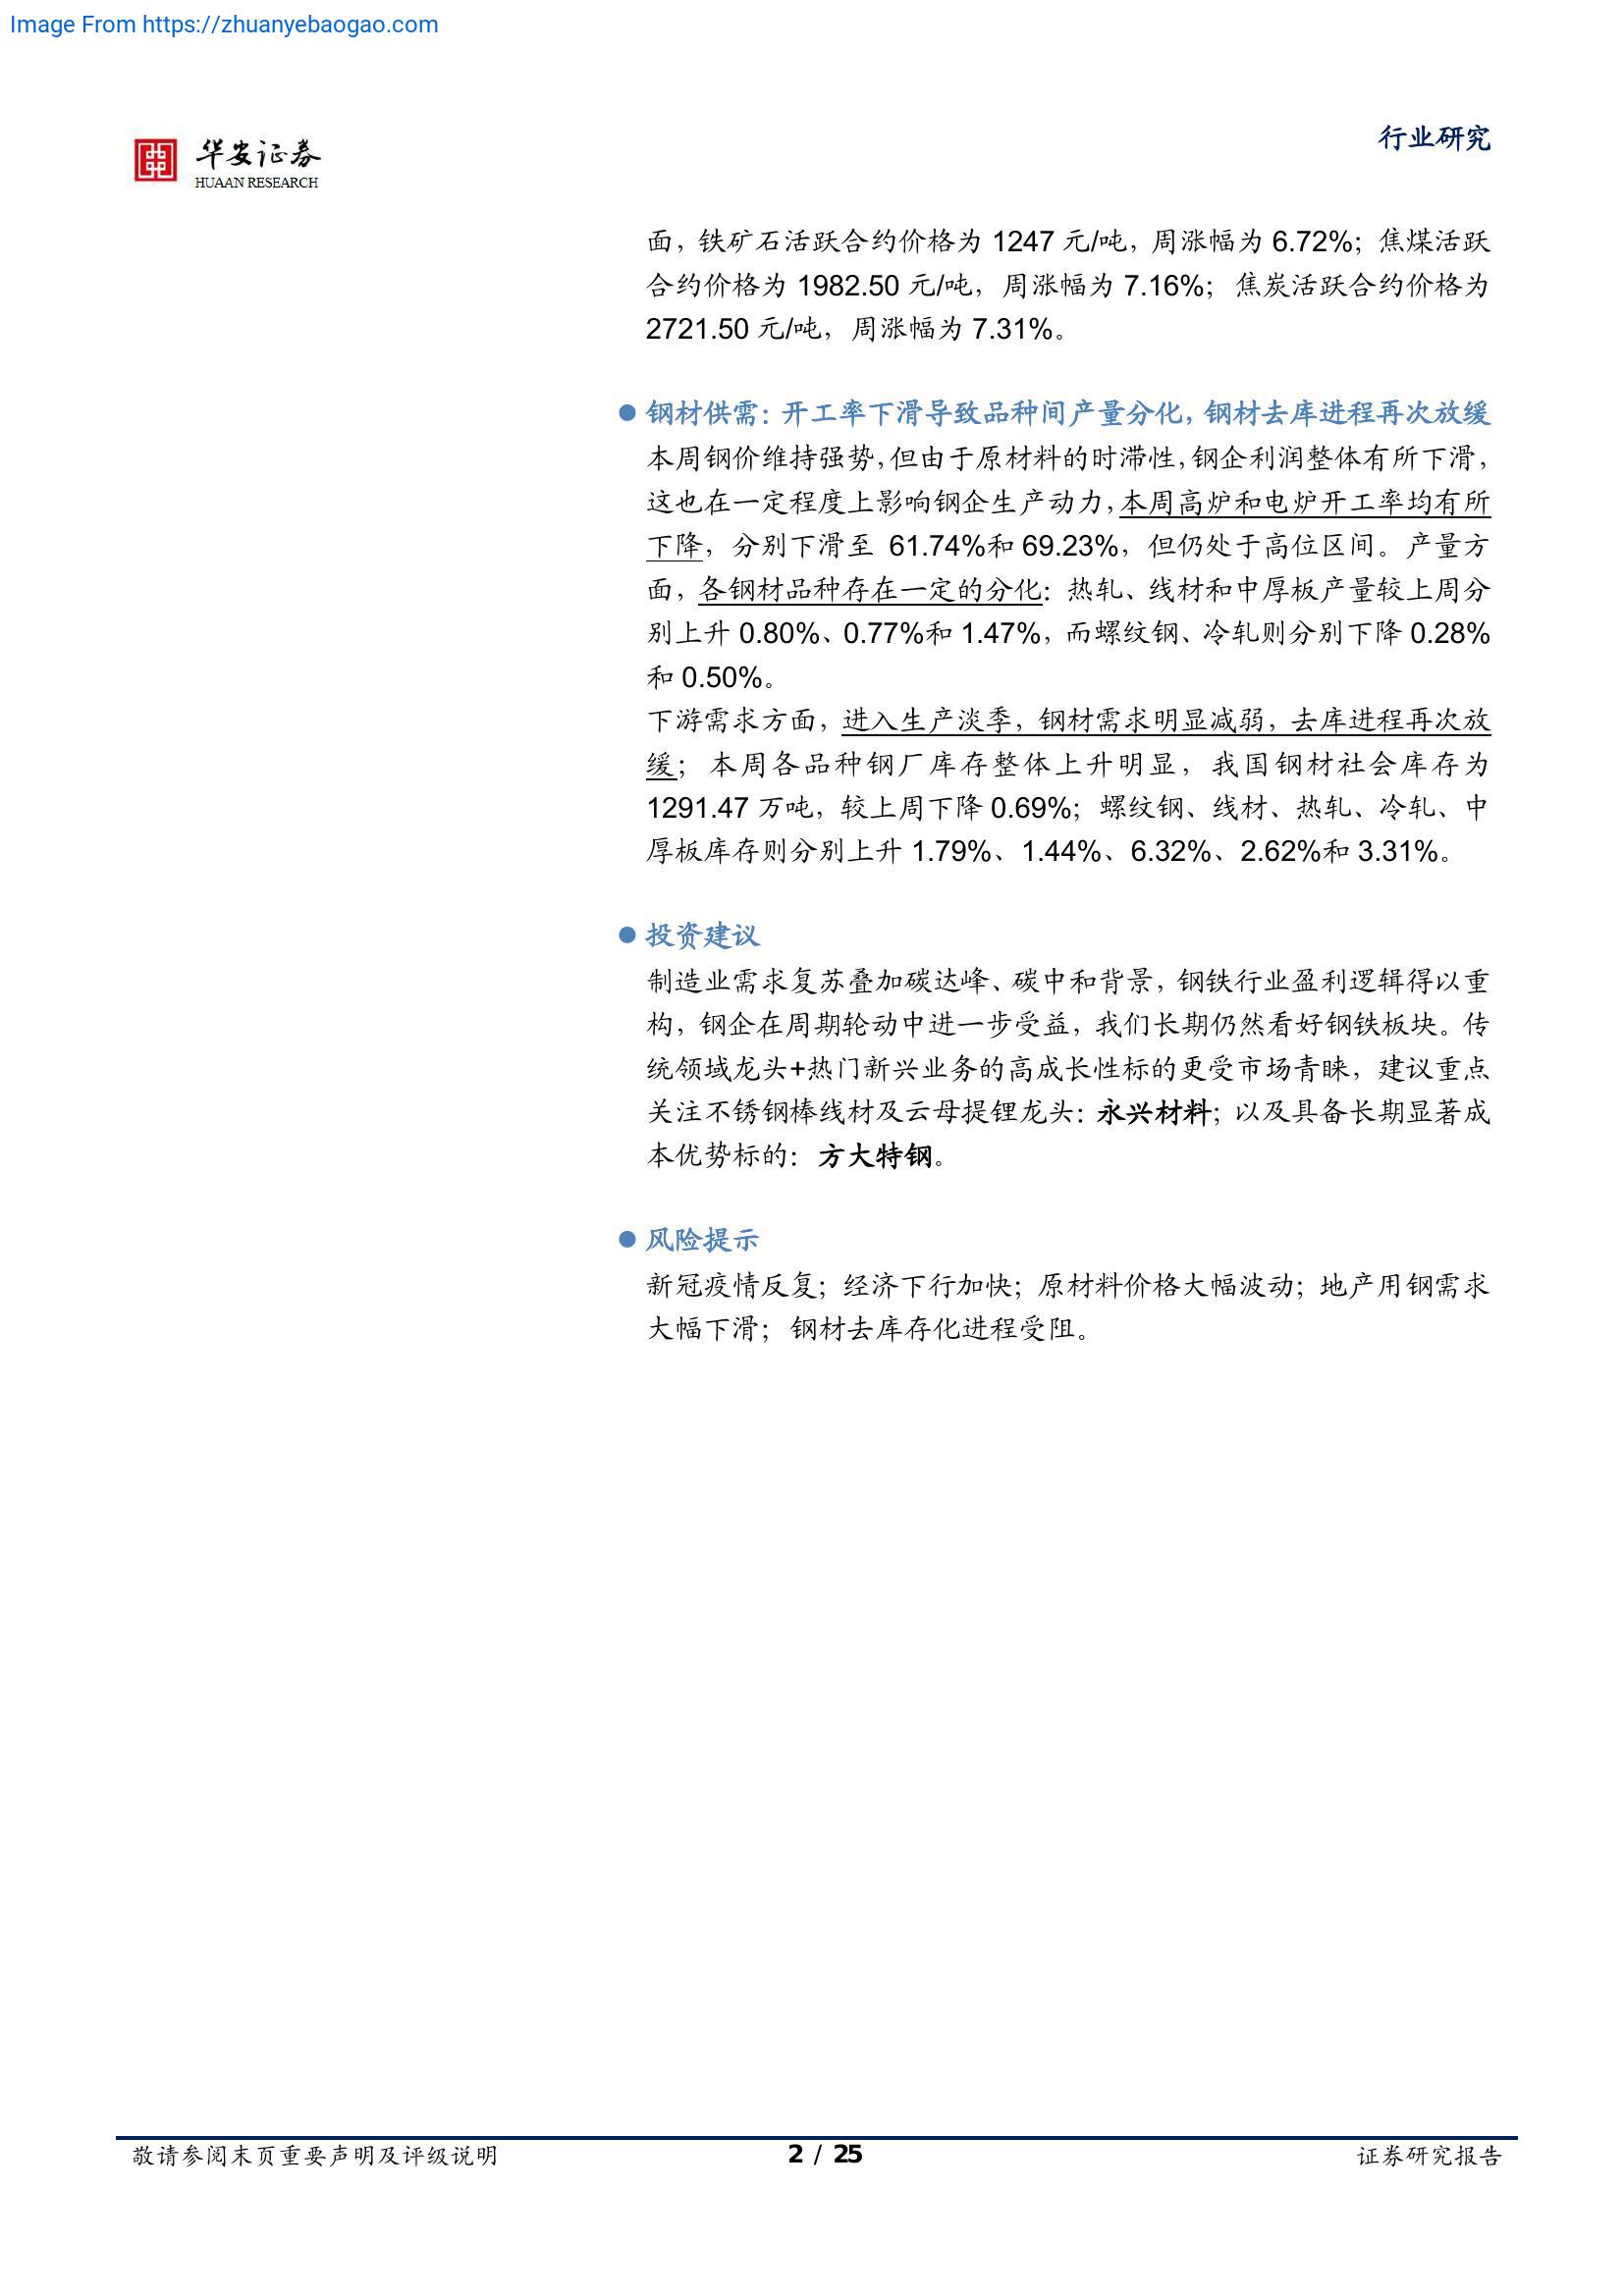 Image From https://zhuanyebaogao.com
华安证券
HUAAN RESEARCH
行业研究
面，铁矿石活跃合约价格为 1247 元/吨，周涨幅为 6.72%；焦煤活跃
合约价格为 1982.50 元/吨，周涨幅为 7.16%；焦炭活跃合约价格为
2721.50 元/吨，周涨幅为 7.31%。
● 钢材供需：开工率下滑导致品种间产量分化，钢材去库进程再次放缓
本周钢价维持强势，但由于原材料的时滞性，钢企利润整体有所下滑，
这也在一定程度上影响钢企生产动力，本周高炉和电炉开工率均有所
下降，分别下滑至 61.74%和 69.23%，但仍处于高位区间。产量方
面，各钢材品种存在一定的分化：热轧、线材和中厚板产量较上周分
别上升 0.80%、0.77%和 1.47%，而螺纹钢、冷轧则分别下降 0.28%
和 0.50%。
下游需求方面，进入生产淡季，钢材需求明显减弱，去库进程再次放
缓；本周各品种钢厂库存整体上升明显，我国钢材社会库存为
1291.47 万吨，较上周下降 0.69%；螺纹钢、线材、热轧、冷轧、中
厚板库存则分别上升 1.79%、1.44%、6.32%、2.62%和 3.31%。
● 投资建议
制造业需求复苏叠加碳达峰、碳中和背景，钢铁行业盈利逻辑得以重
构，钢企在周期轮动中进一步受益，我们长期仍然看好钢铁板块。传
统领域龙头+热门新兴业务的高成长性标的更受市场青睐，建议重点
关注不锈钢棒线材及云母提锂龙头：永兴材料；以及具备长期显著成
本优势标的：方大特钢。
● 风险提示
新冠疫情反复；经济下行加快；原材料价格大幅波动；地产用钢需求
大幅下滑；钢材去库存化进程受阻。
敬请参阅末页重要声明及评级说明
2 / 25
证券研究报告